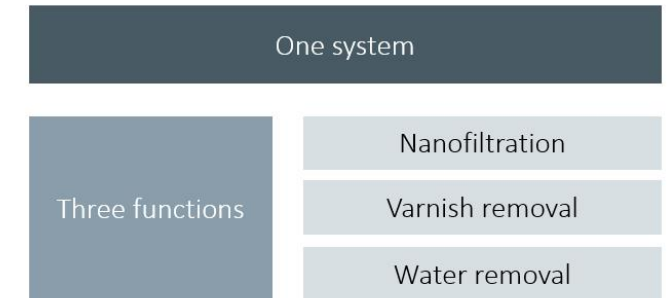 One system
Three functions
Nanofiltration
Varnish removal
Water removal